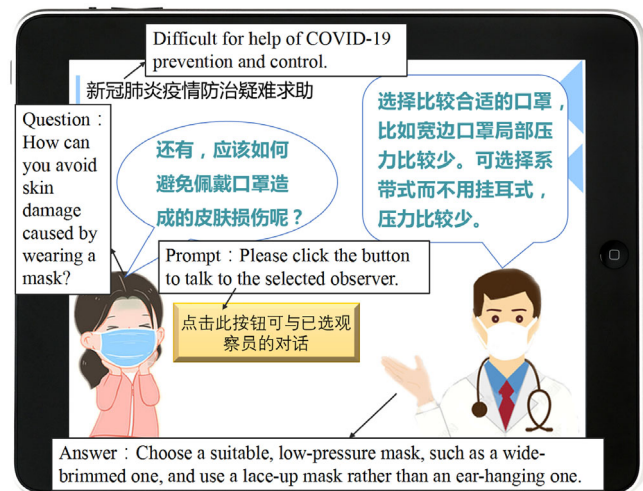 Difficult for help of COVID-19
prevention and control.
新冠肺炎疫情防治疑难求助
Question：
How can
you avoid
skin
damage
caused by
wearing a
mask?
还有，应该如何
避免佩戴口罩造
成的皮肤损伤呢？
选择比较合适的口罩，
比如宽边口罩局部压
力比较少。可选择系
带式而不用挂耳式，
压力比较少。
Prompt：Please click the button
to talk to the selected observer.
点击此按钮可与已选观
察员的对话
Answer：Choose a suitable, low-pressure mask, such as a wide-
brimmed one, and use a lace-up mask rather than an ear-hanging one.